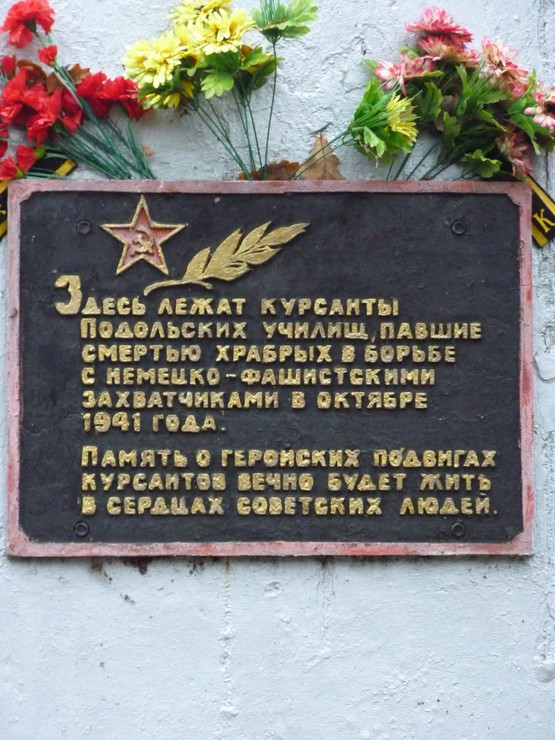 Здесь лежат курсанты
Подольских училищ, павшие
смертью храбрых в борьбе
с немецко-фашистскими
захватчиками в октябре
1941 года.
Память о геройских подвигах
курсантов вечно будет жить
в сердцах советских людей.